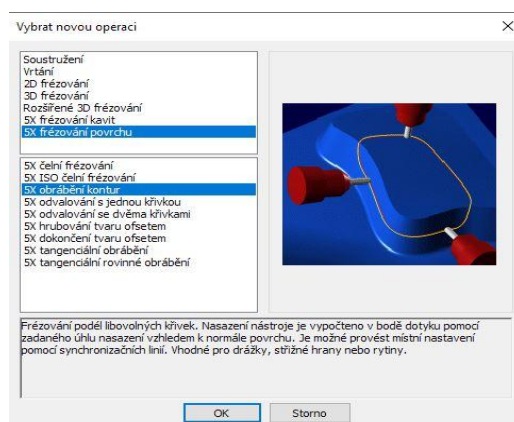 Vybrat novou operaci
Soustružení
Vrtání
2D frézování
3D frézování
Rozšířené 3D frézování
5X frézování kavit
5X frézování povrchu
5X čelní frézování
5X ISO čelní frézování
5X obrábění kontur
5X odvalování s jednou křivkou
5X odvalování se dvěma křivkami
5X hrubování tvaru ofsetem
5X dokončení tvaru ofsetem
5X tangenciální obrábění
5X tangenciální rovinné obrábění
Frézování podél libovolných křivek. Nasazení nástroje je vypočteno v bodě dotyku pomocí
zadaného úhlu nasazení vzhledem k normále povrchu. Je možné provést místní nastavení
pomocí synchronizačních linií. Vhodné pro drážky, střižné hrany nebo rytiny.
OK
Storno